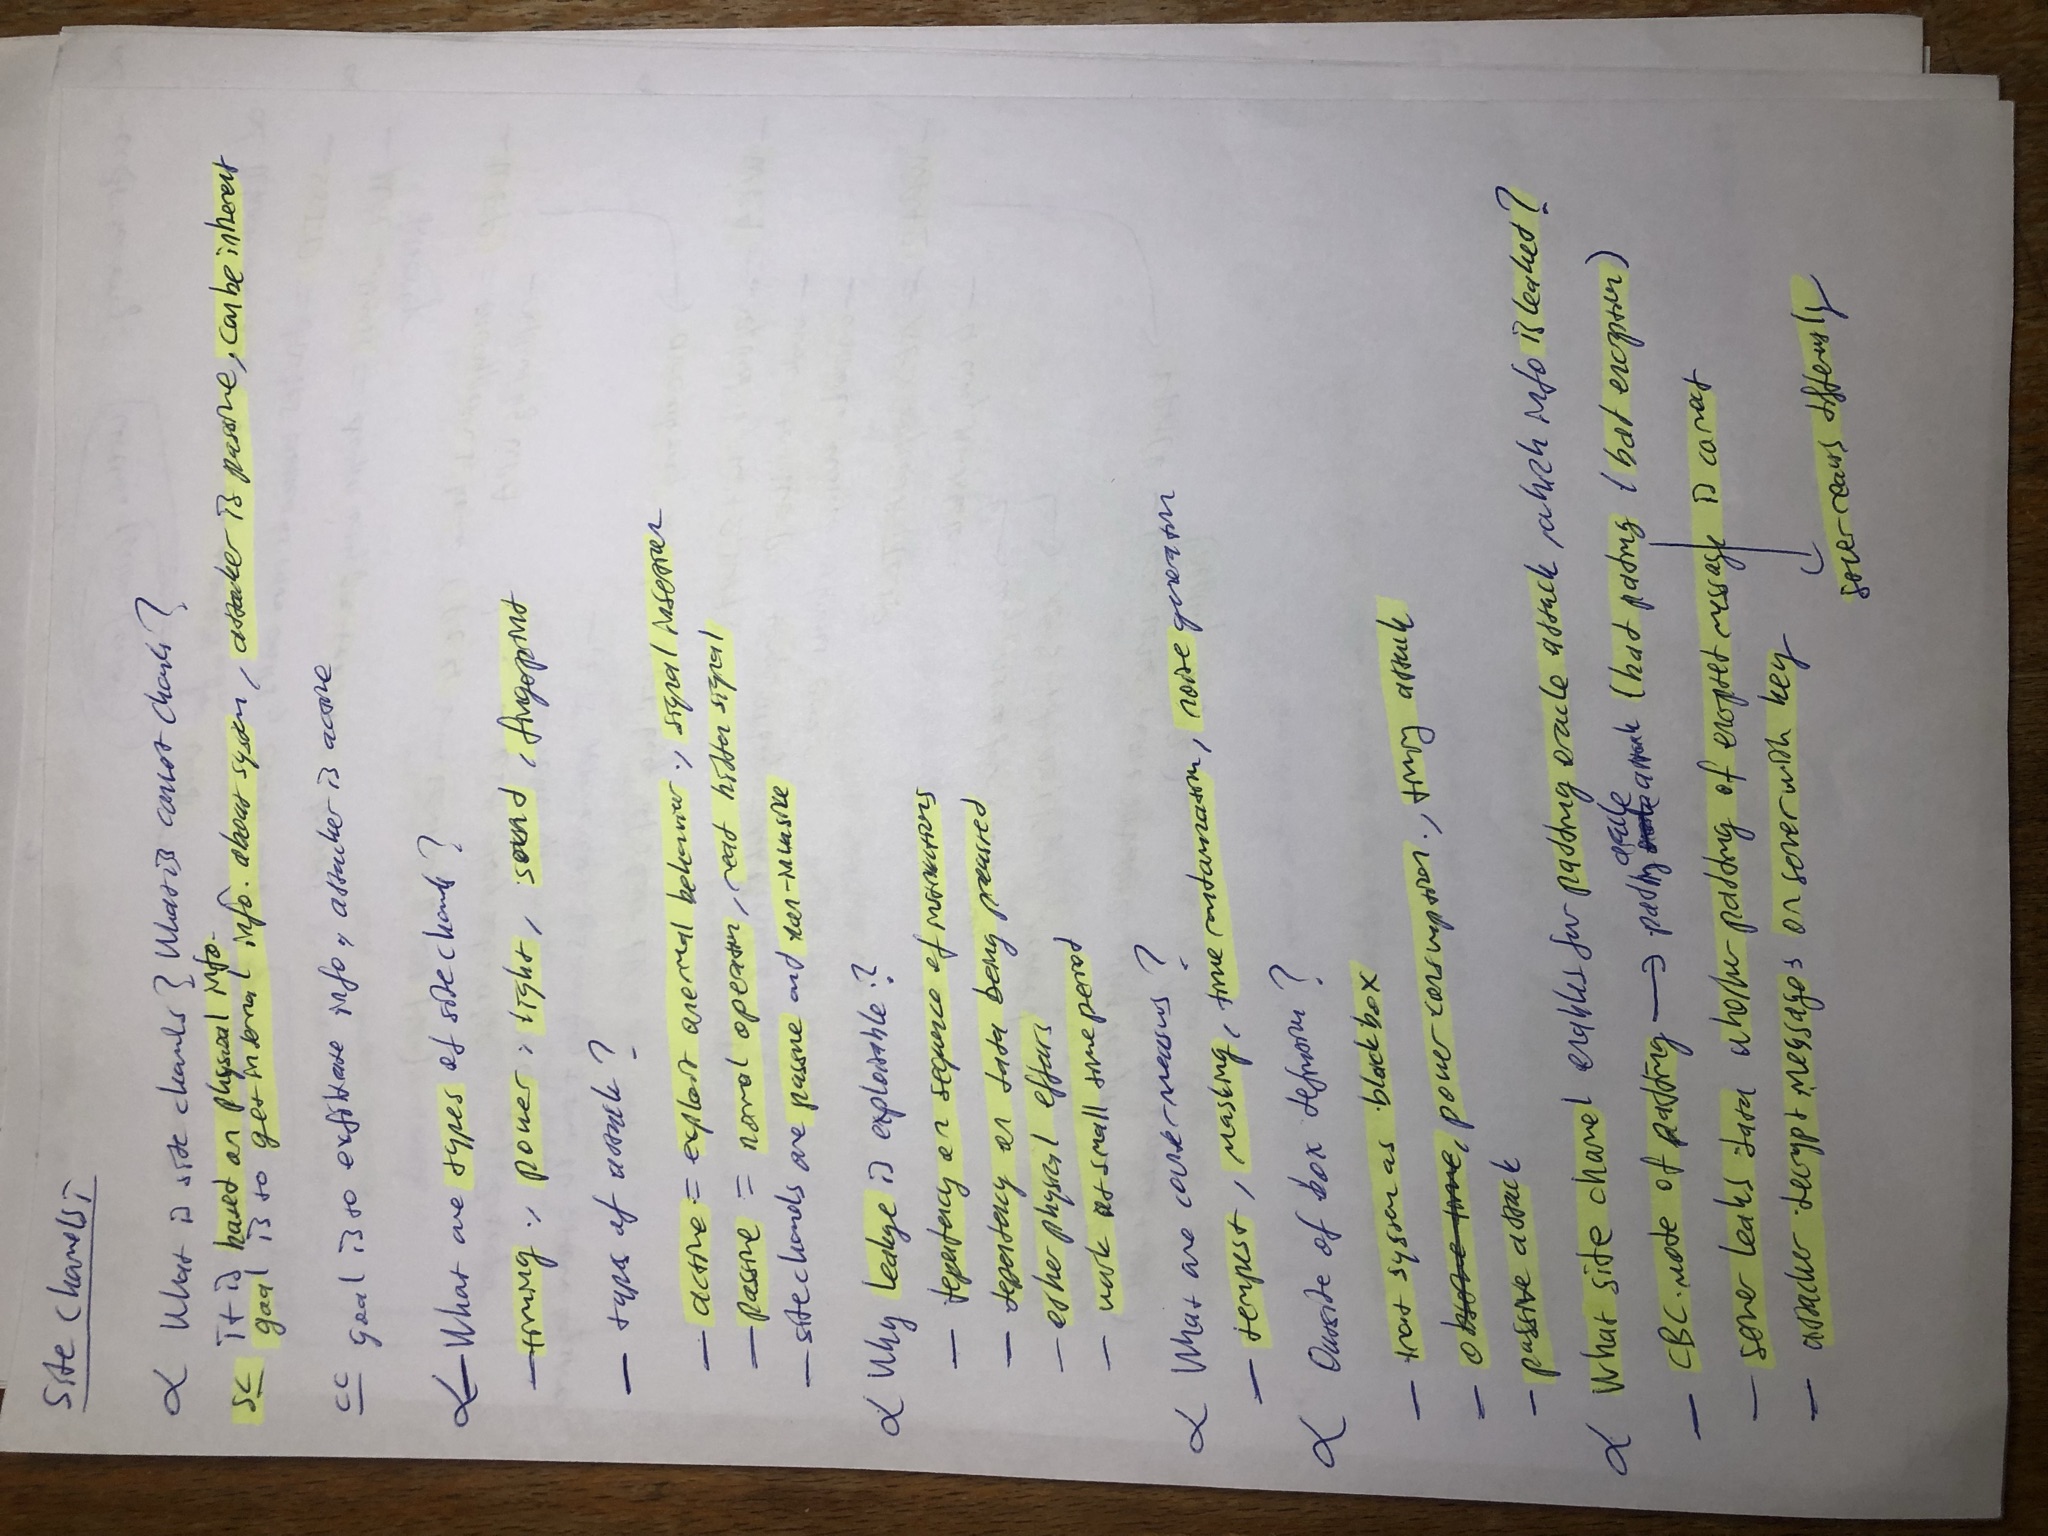 Side channels I
α What is side channels? What is covert channels?
SC it is based on physical info.
goal is to get internal info. about system, attacker is passive, can be inherent
CC goal is to exfiltrate info, attacker is active
α What are types of side channels?
– timing, power, light, sound, fingerprint
– types of attack?
– active = exploit abnormal behavior, signal insertion
– passive = normal operation, read hidden signal
– side channels are passive and non-invasive
α Why leakage is exploitable?
– dependency on sequence of instructions
– dependency on data being processed
– other physical effects
– work at small time period
α What are counter-measures?
– tempest, masking, time randomization, noise generation
α Outside of box definition?
– treat system as blackbox
– observe time, power consumption, timing attack
– passive attack
α What side channel enables for padding oracle attack, which info is leaked?
– CBC mode of padding → padding oracle attack (bad padding / bad encryption)
– server leaks data whether padding of encrypted message is correct
server reacts differently
– attacker decrypt messages on server with key